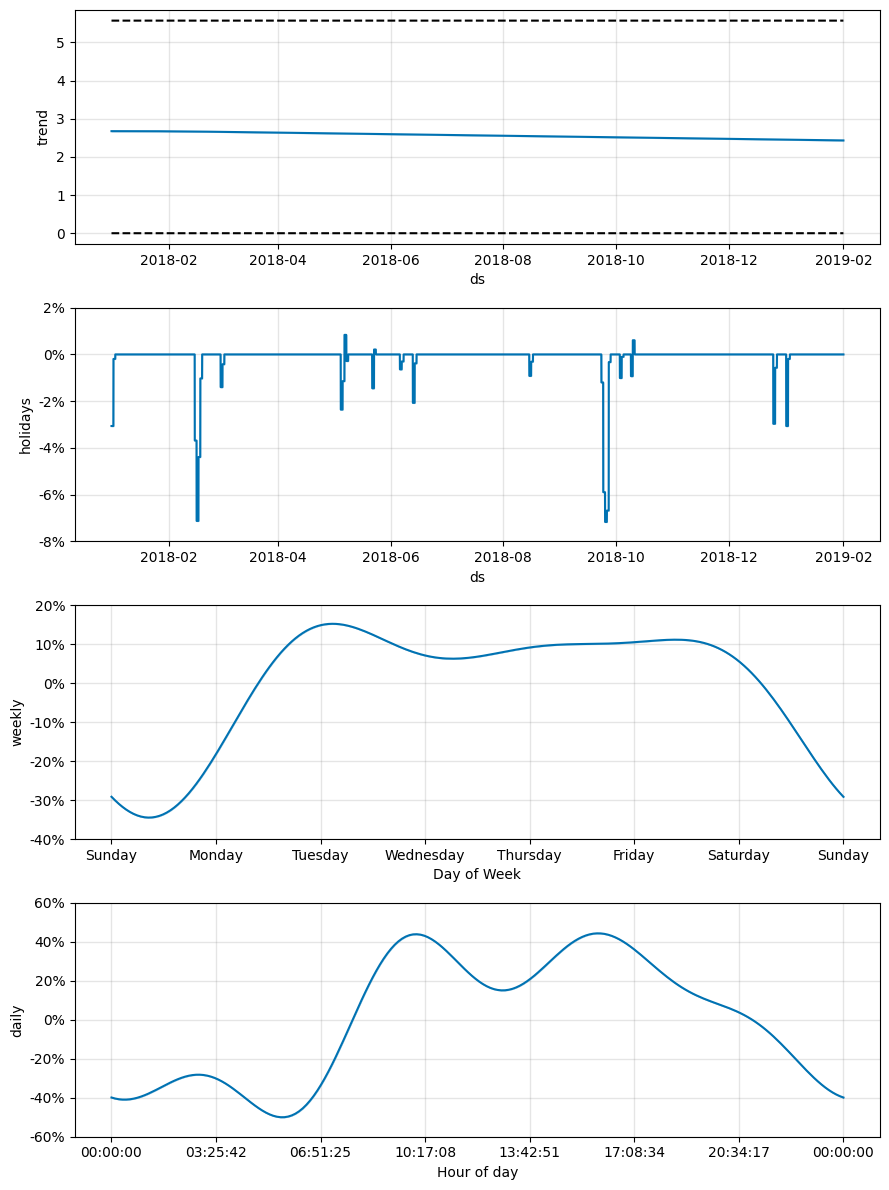 5
4
3
2
1
0
trend
2018-02 2018-04 2018-06 2018-08 2018-10 2018-12 2019-02
ds
2%
0%
-2%
-4%
-6%
-8%
holidays
2018-02 2018-04 2018-06 2018-08 2018-10 2018-12 2019-02
ds
20%
10%
0%
-10%
-20%
-30%
-40%
weekly
Sunday Monday Tuesday Wednesday Thursday Friday Saturday Sunday
Day of Week
60%
40%
20%
0%
-20%
-40%
-60%
daily
00:00:00 03:25:42 06:51:25 10:17:08 13:42:51 17:08:34 20:34:17 00:00:00
Hour of day